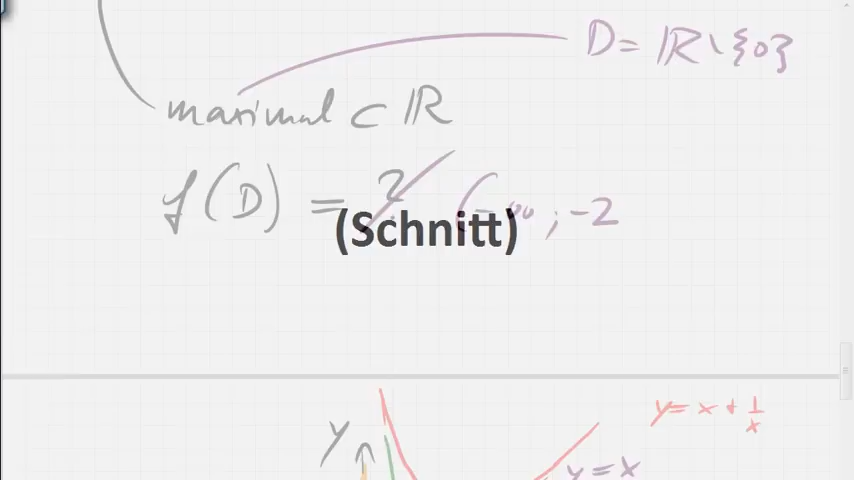 D = ℝ \ {0}
maximal ⊂ ℝ
f(D) = ? (-∞ ; -2
(Schnitt)
y = x + 1/x
y
y = x